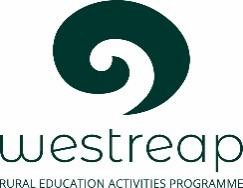 westreap
RURAL EDUCATION ACTIVITIES PROGRAMME